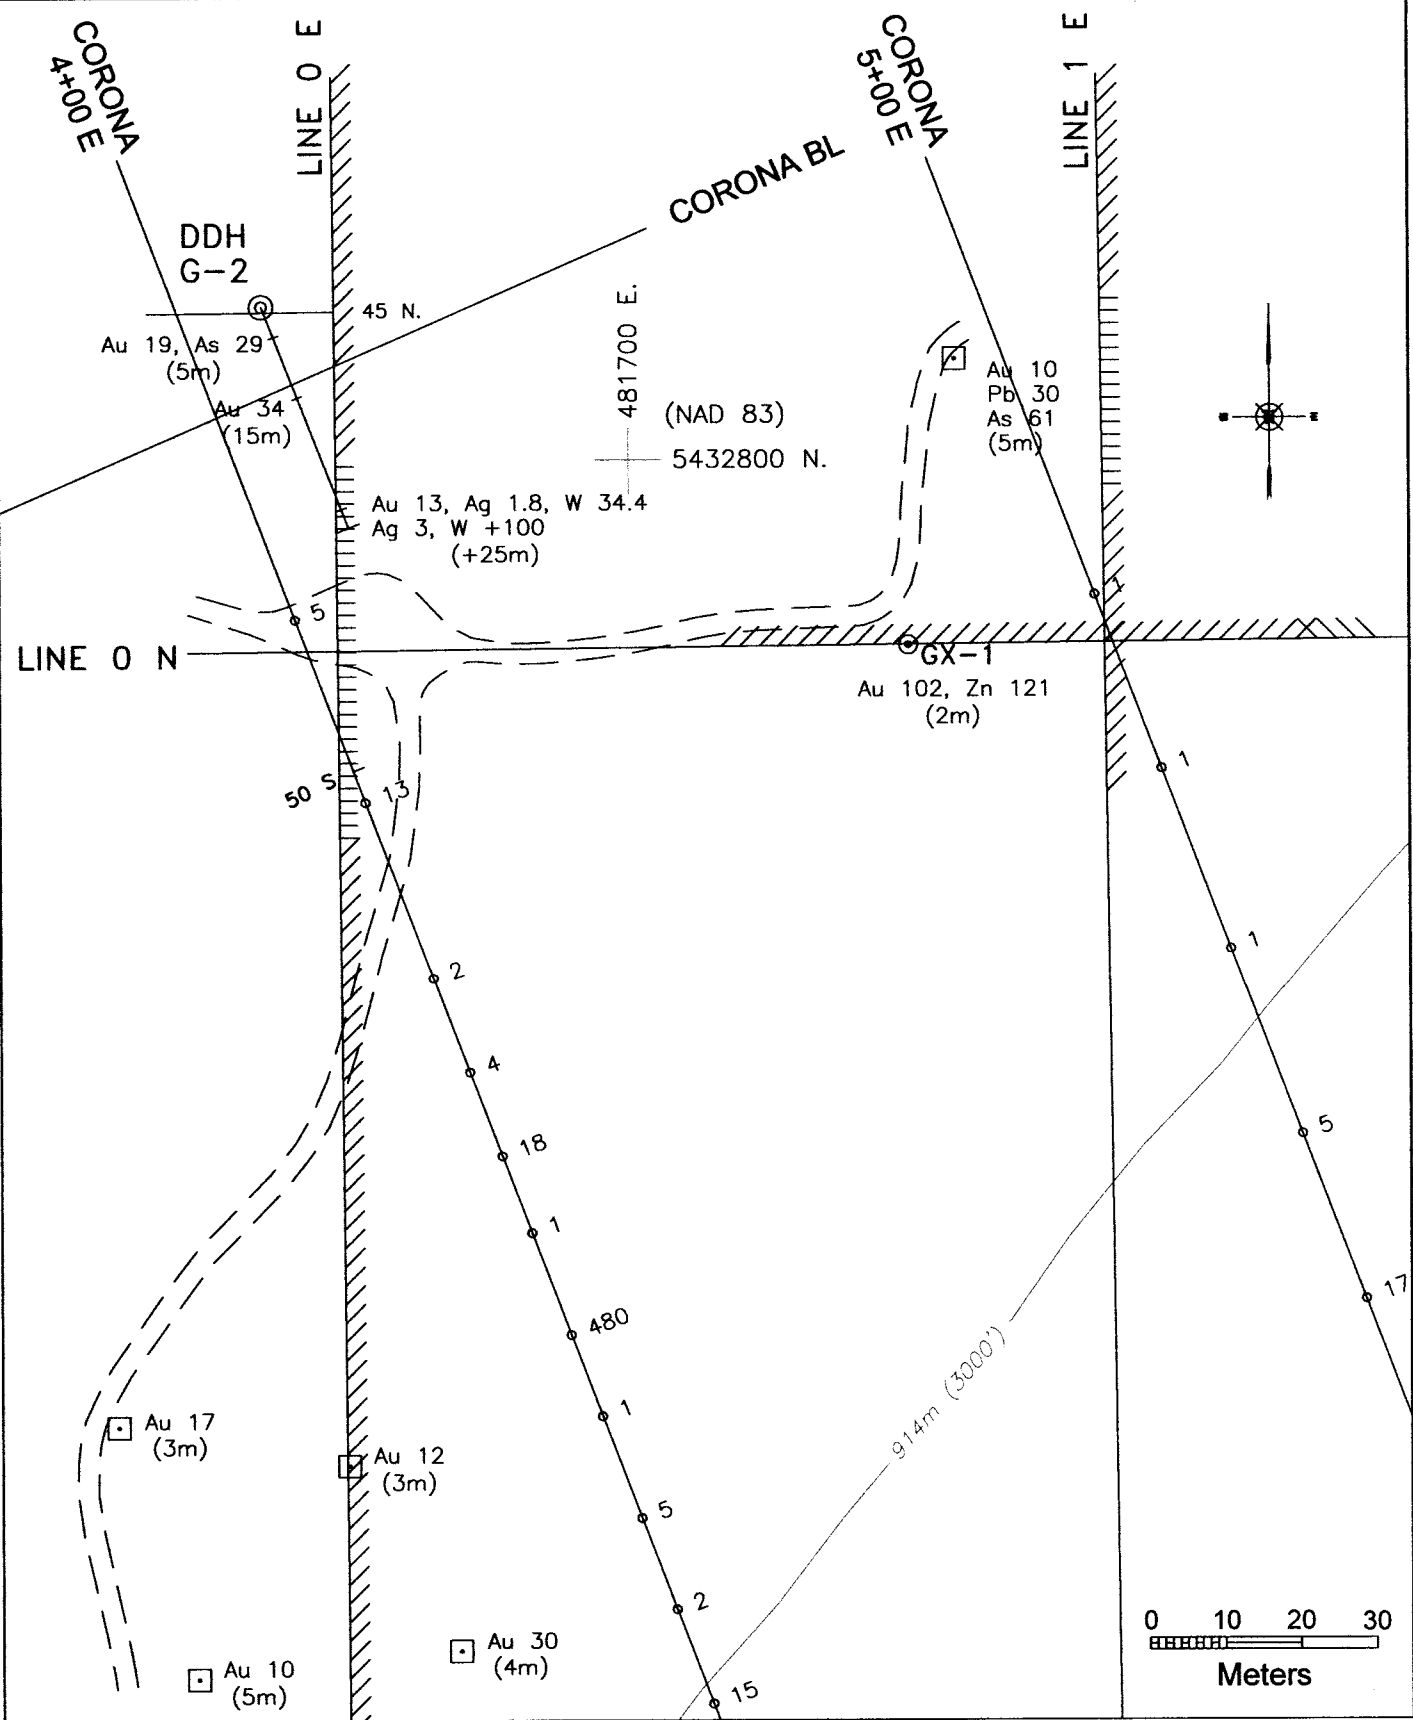 CORONA
4+00 E
LINE 0 E
CORONA BL
CORONA
5+00 E
LINE 1 E
DDH
G-2
45 N.
Au 19, As 29
(5m)
Au 34
(15m)
481700 E.
(NAD 83)
5432800 N.
Au 10
Pb 30
As 61
(5m)
Au 13, Ag 1.8, W 34.4
Ag 3, W +100
(+25m)
5
1
LINE 0 N
GX-1
Au 102, Zn 121
(2m)
50 S
13
1
2
1
4
18
5
1
480
17
1
914m (3000')
Au 17
(3m)
Au 12
(3m)
5
2
Au 30
(4m)
Au 10
(5m)
15
0 10 20 30
Meters